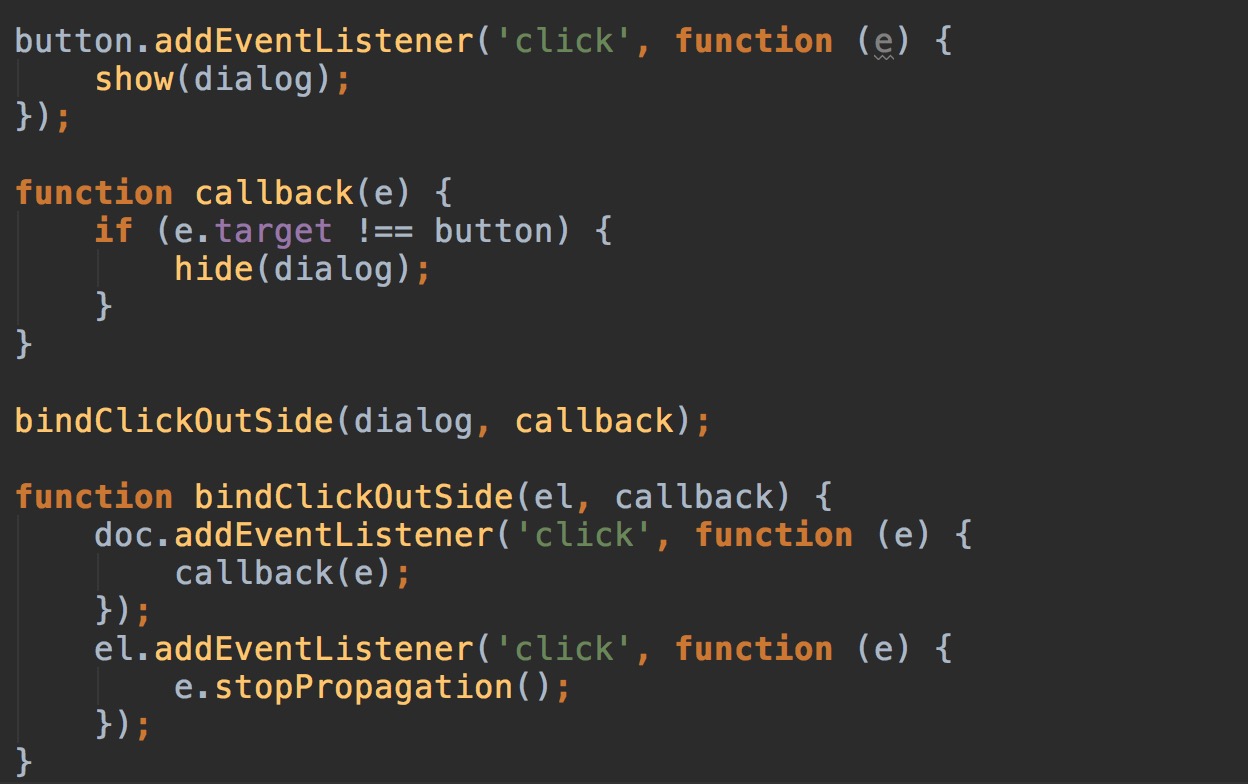 button.addEventListener('click', function (e) {
    show(dialog);
});

function callback(e) {
    if (e.target !== button) {
        hide(dialog);
    }
}

bindClickOutSide(dialog, callback);

function bindClickOutSide(el, callback) {
    doc.addEventListener('click', function (e) {
        callback(e);
    });
    el.addEventListener('click', function (e) {
        e.stopPropagation();
    });
}